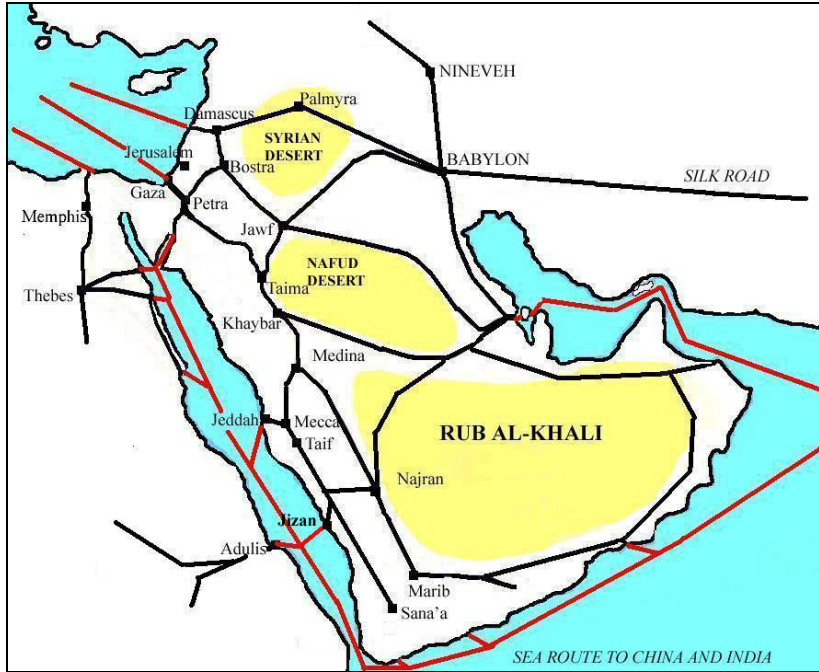 NINEVEH
Palmyra
Damascus
SYRIAN
DESERT
Jerusalem
Bostra
BABYLON
SILK ROAD
Gaza
Petra
Memphis
Jawf
NAFUD
DESERT
Taima
Thebes
Khaybar
Medina
Jeddah
Mecca
Taif
RUB AL-KHALI
Najran
Jizan
Adulis
Marib
Sana'a
SEA ROUTE TO CHINA AND INDIA